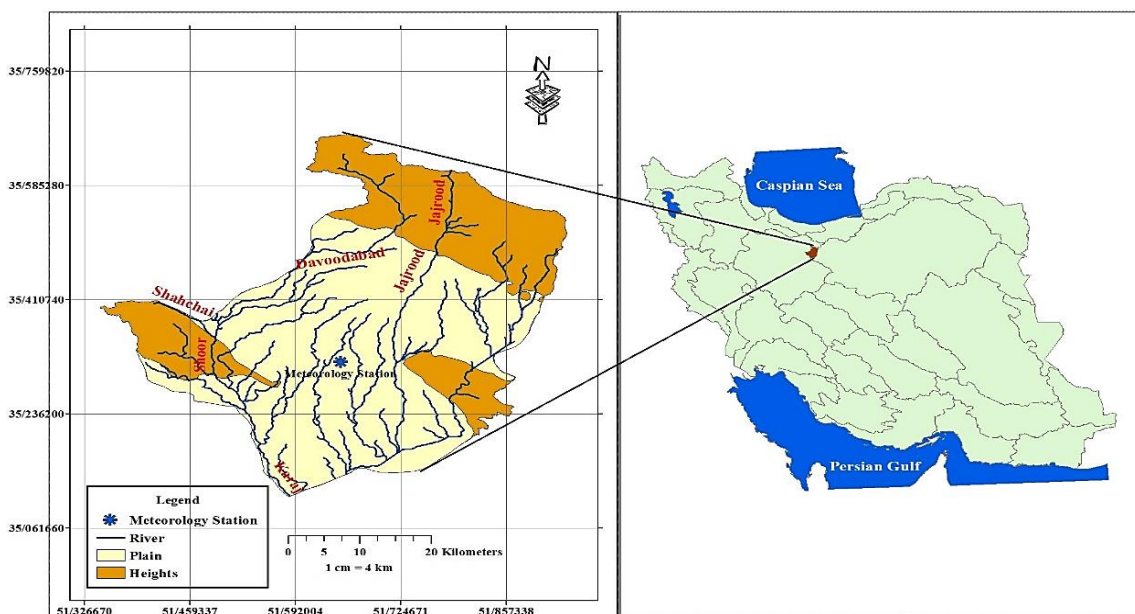 N
35/759820
35/585280
35/410740
35/236200
35/061660
Jajrood
Davoodabad
Jajrood
Shahchai
Shoor
Meteorology Station
Karaj
Legend
Meteorology Station
River
Plain
Heights
0 5 10 20 Kilometers
1 cm = 4 km
51/326670 51/459337 51/592004 51/724671 51/857338
Caspian Sea
Persian Gulf